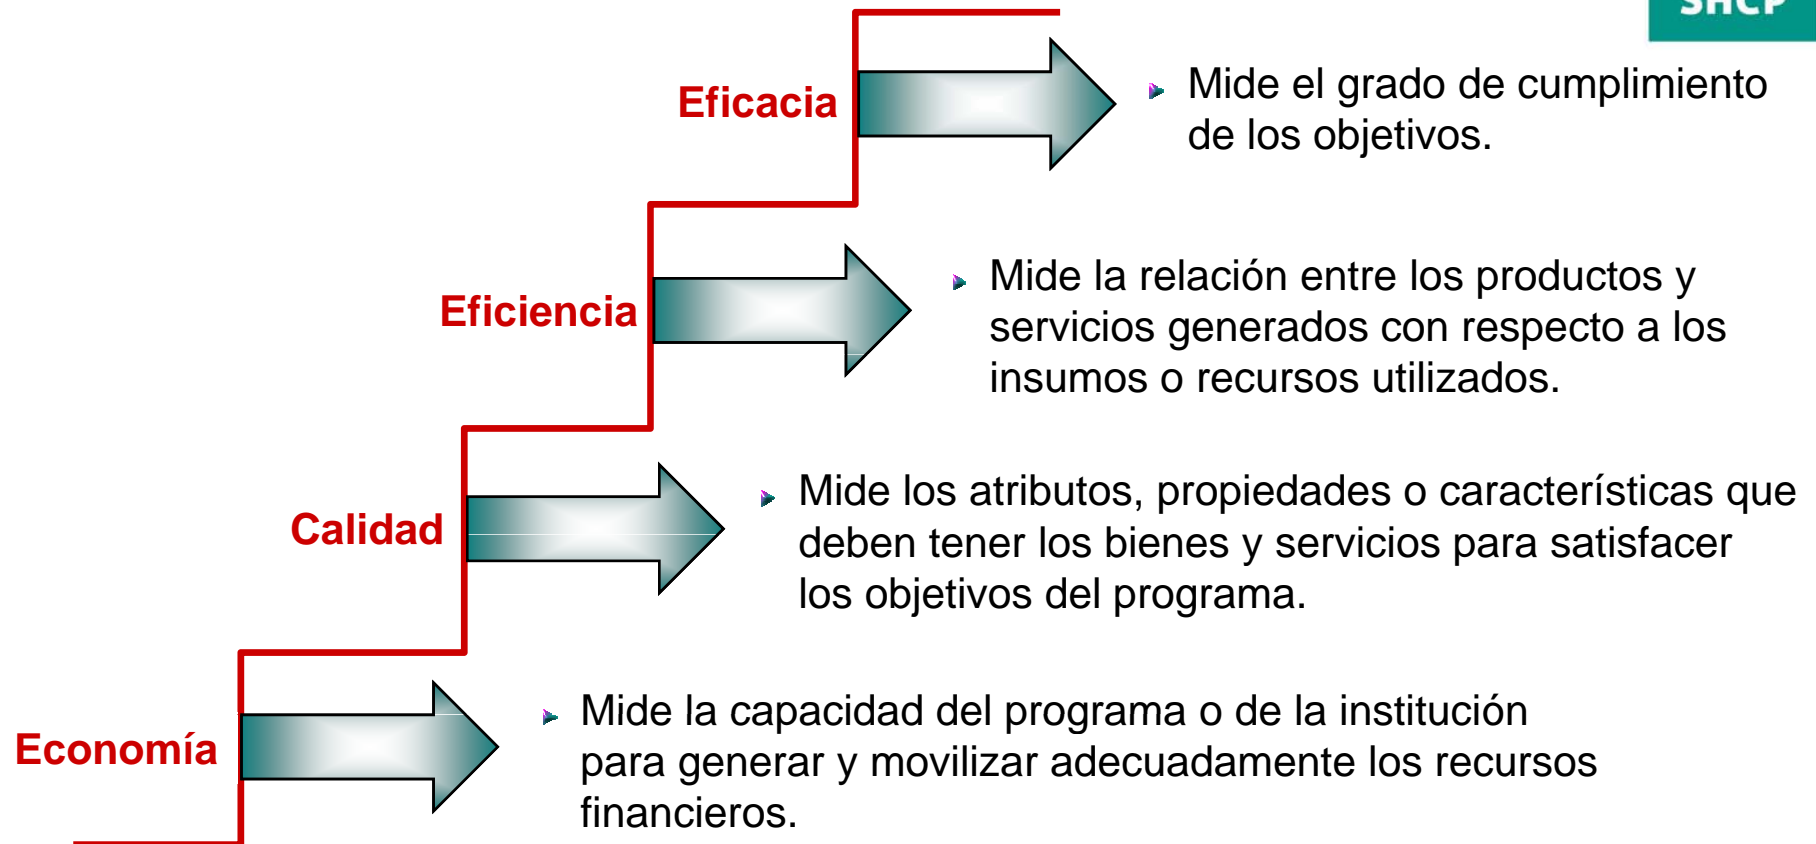 SHCP
Eficacia
Mide el grado de cumplimiento
de los objetivos.
Eficiencia
Mide la relación entre los productos y
servicios generados con respecto a los
insumos o recursos utilizados.
Calidad
Mide los atributos, propiedades o características que
deben tener los bienes y servicios para satisfacer
los objetivos del programa.
Economía
Mide la capacidad del programa o de la institución
para generar y movilizar adecuadamente los recursos
financieros.